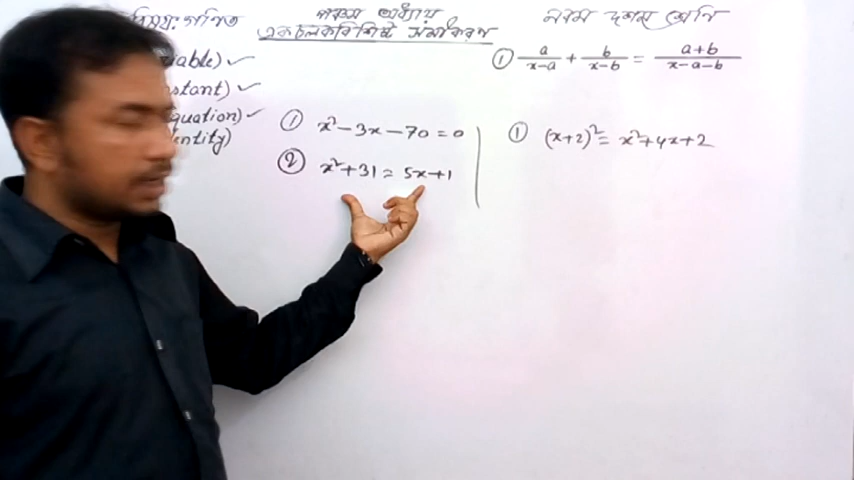 বিষয়: গণিত পঞ্চম অধ্যায় নবম দশম শ্রেণি
একচলকবিশিষ্ট সমীকরণ
iable) ✓
stant) ✓
quation) ✓
entity)
① a/(x-a) + b/(x-b) = (a+b)/(x-a-b)
① x² - 3x - 70 = 0
② x² + 31 = 5x + 1
① (x+2)² = x² + 4x + 2